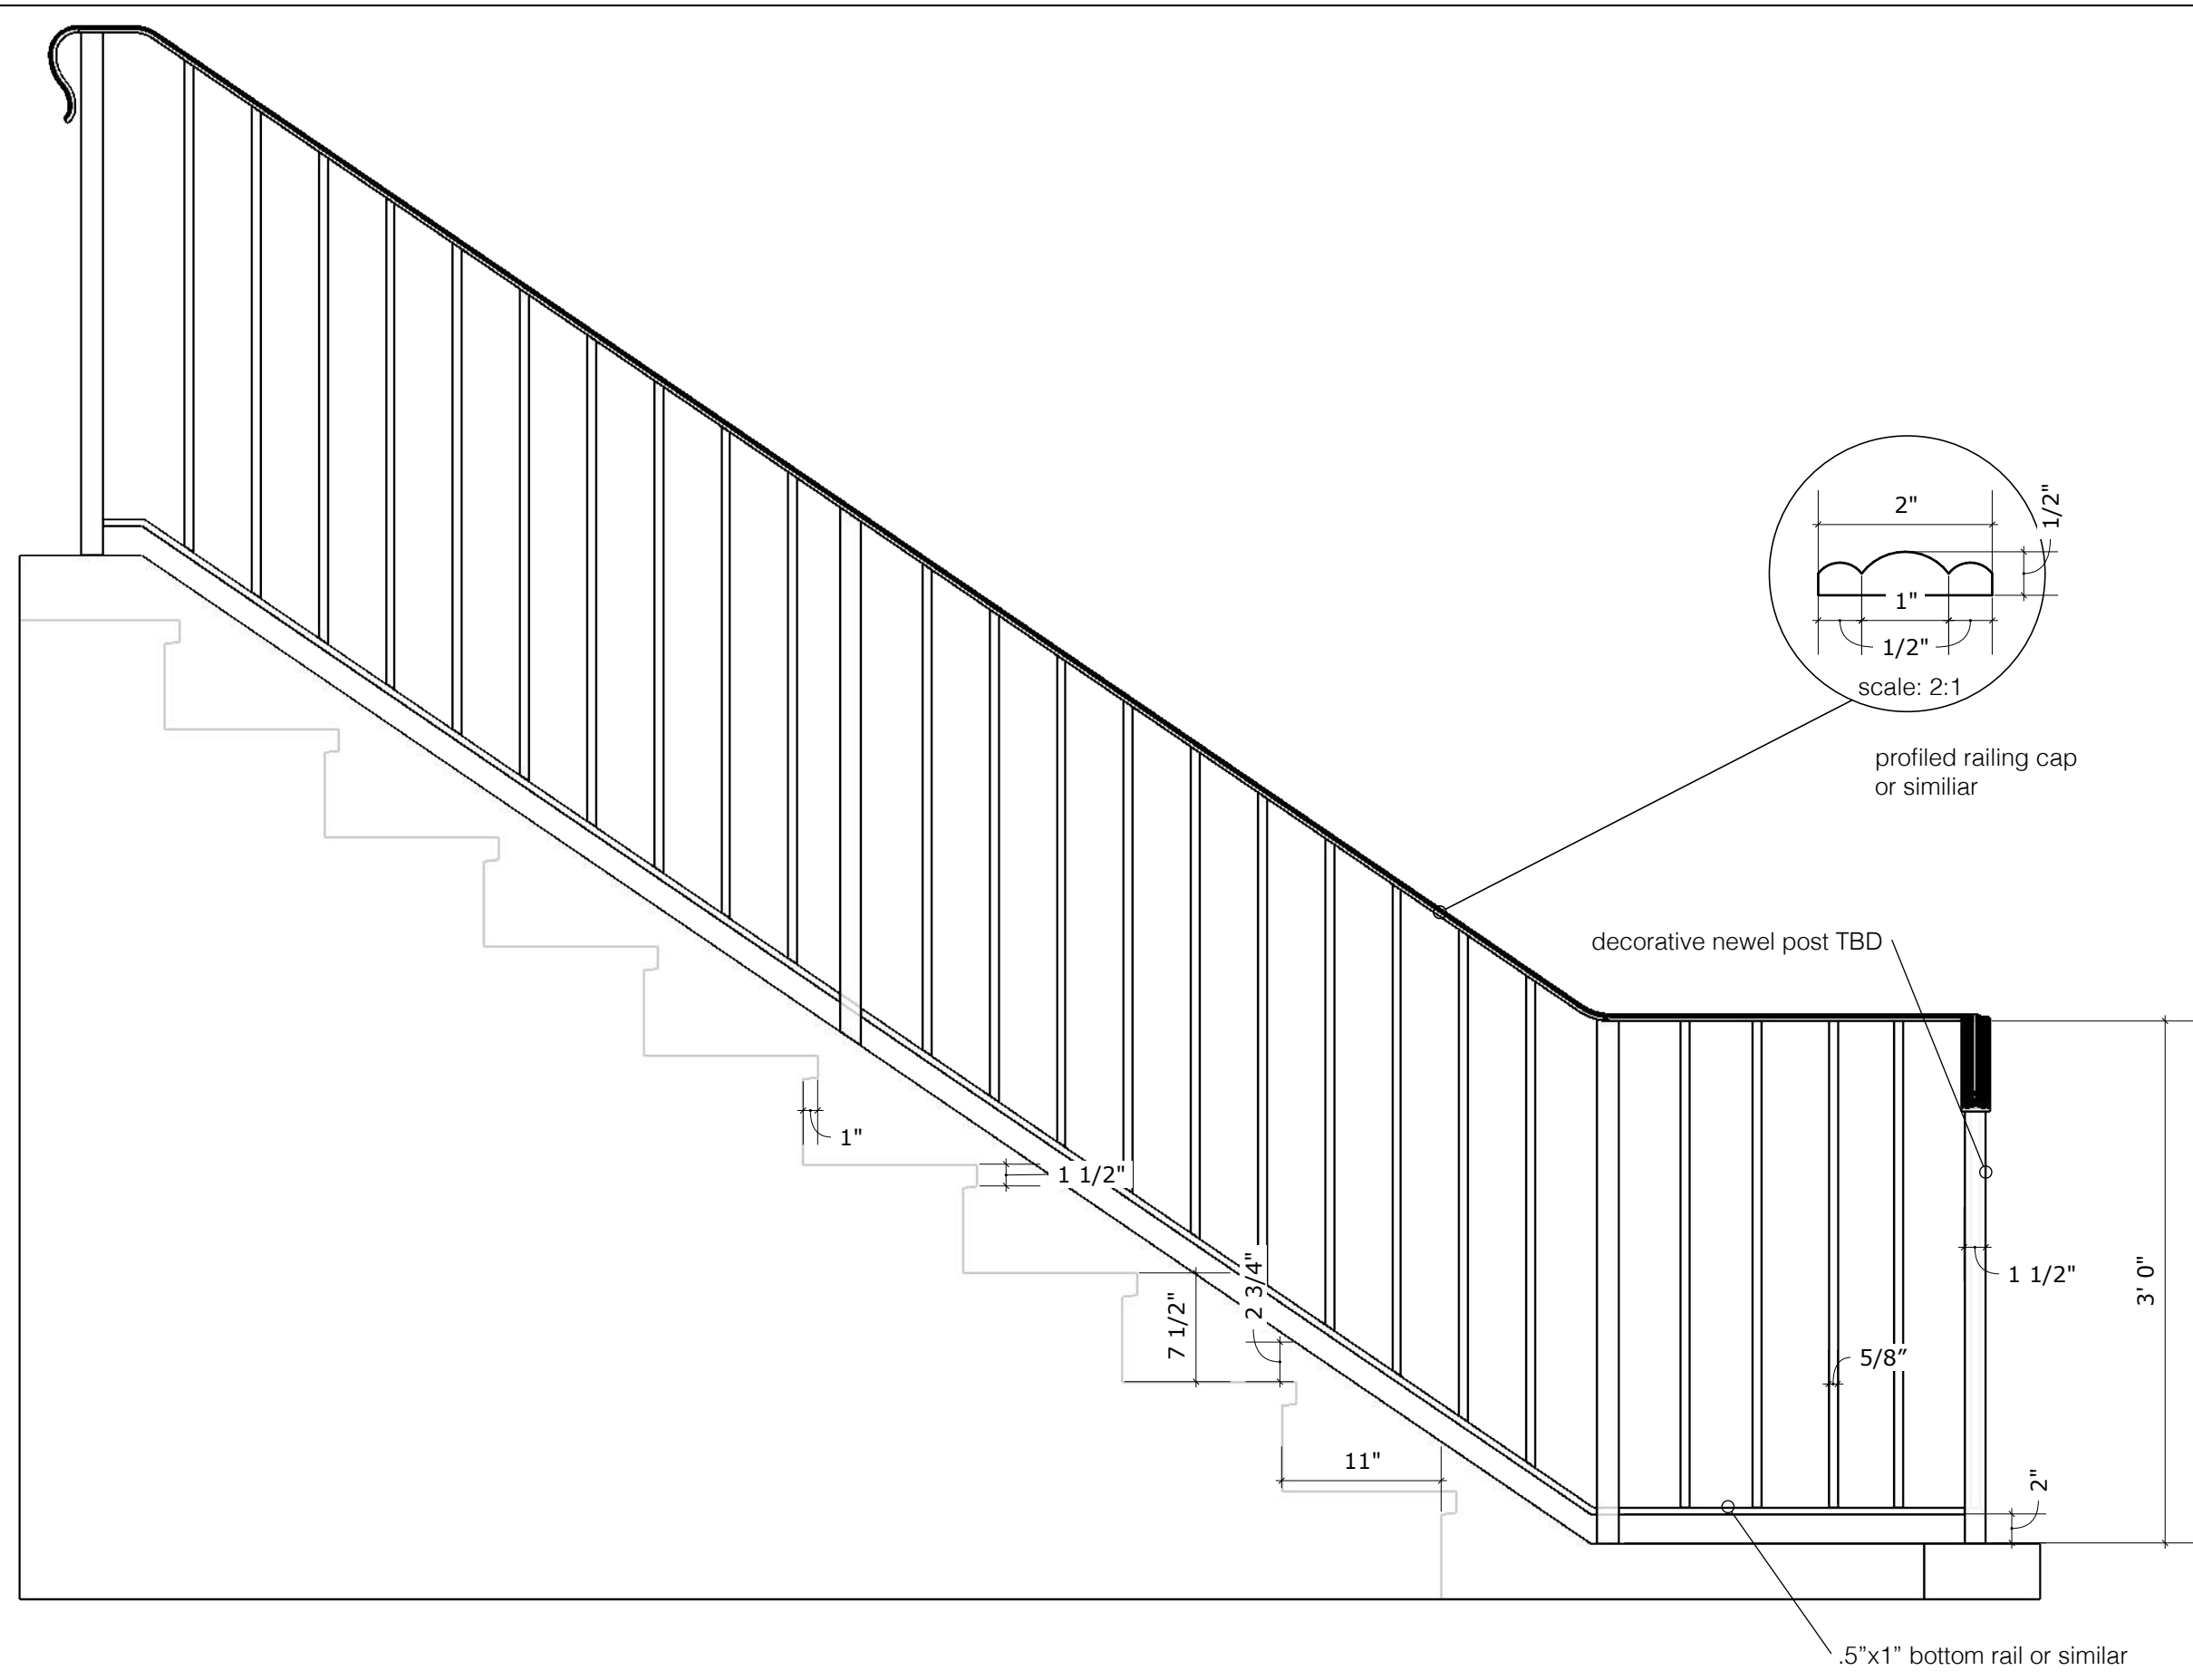 2"
1/2"
1"
1/2"
scale: 2:1
profiled railing cap
or similiar
decorative newel post TBD
1"
1 1/2"
7 1/2"
2 3/4"
1 1/2"
3' 0"
5/8”
11"
2"
.5”x1” bottom rail or similar